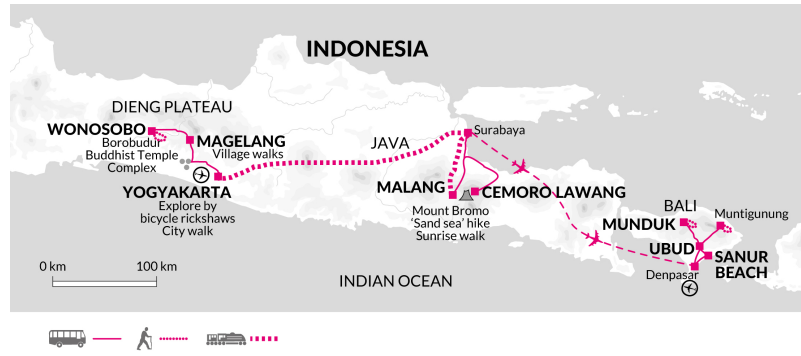 INDONESIA
DIENG PLATEAU
WONOSOBO
Borobudur
Buddhist Temple
Complex
MAGELANG
Village walks
YOGYAKARTA
Explore by
bicycle rickshaws
City walk
JAVA
Surabaya
MALANG
CEMORO LAWANG
Mount Bromo
‘Sand sea’ hike
Sunrise walk
BALI
MUNDUK
Muntigunung
UBUD
SANUR
BEACH
Denpasar
0 km
100 km
INDIAN OCEAN